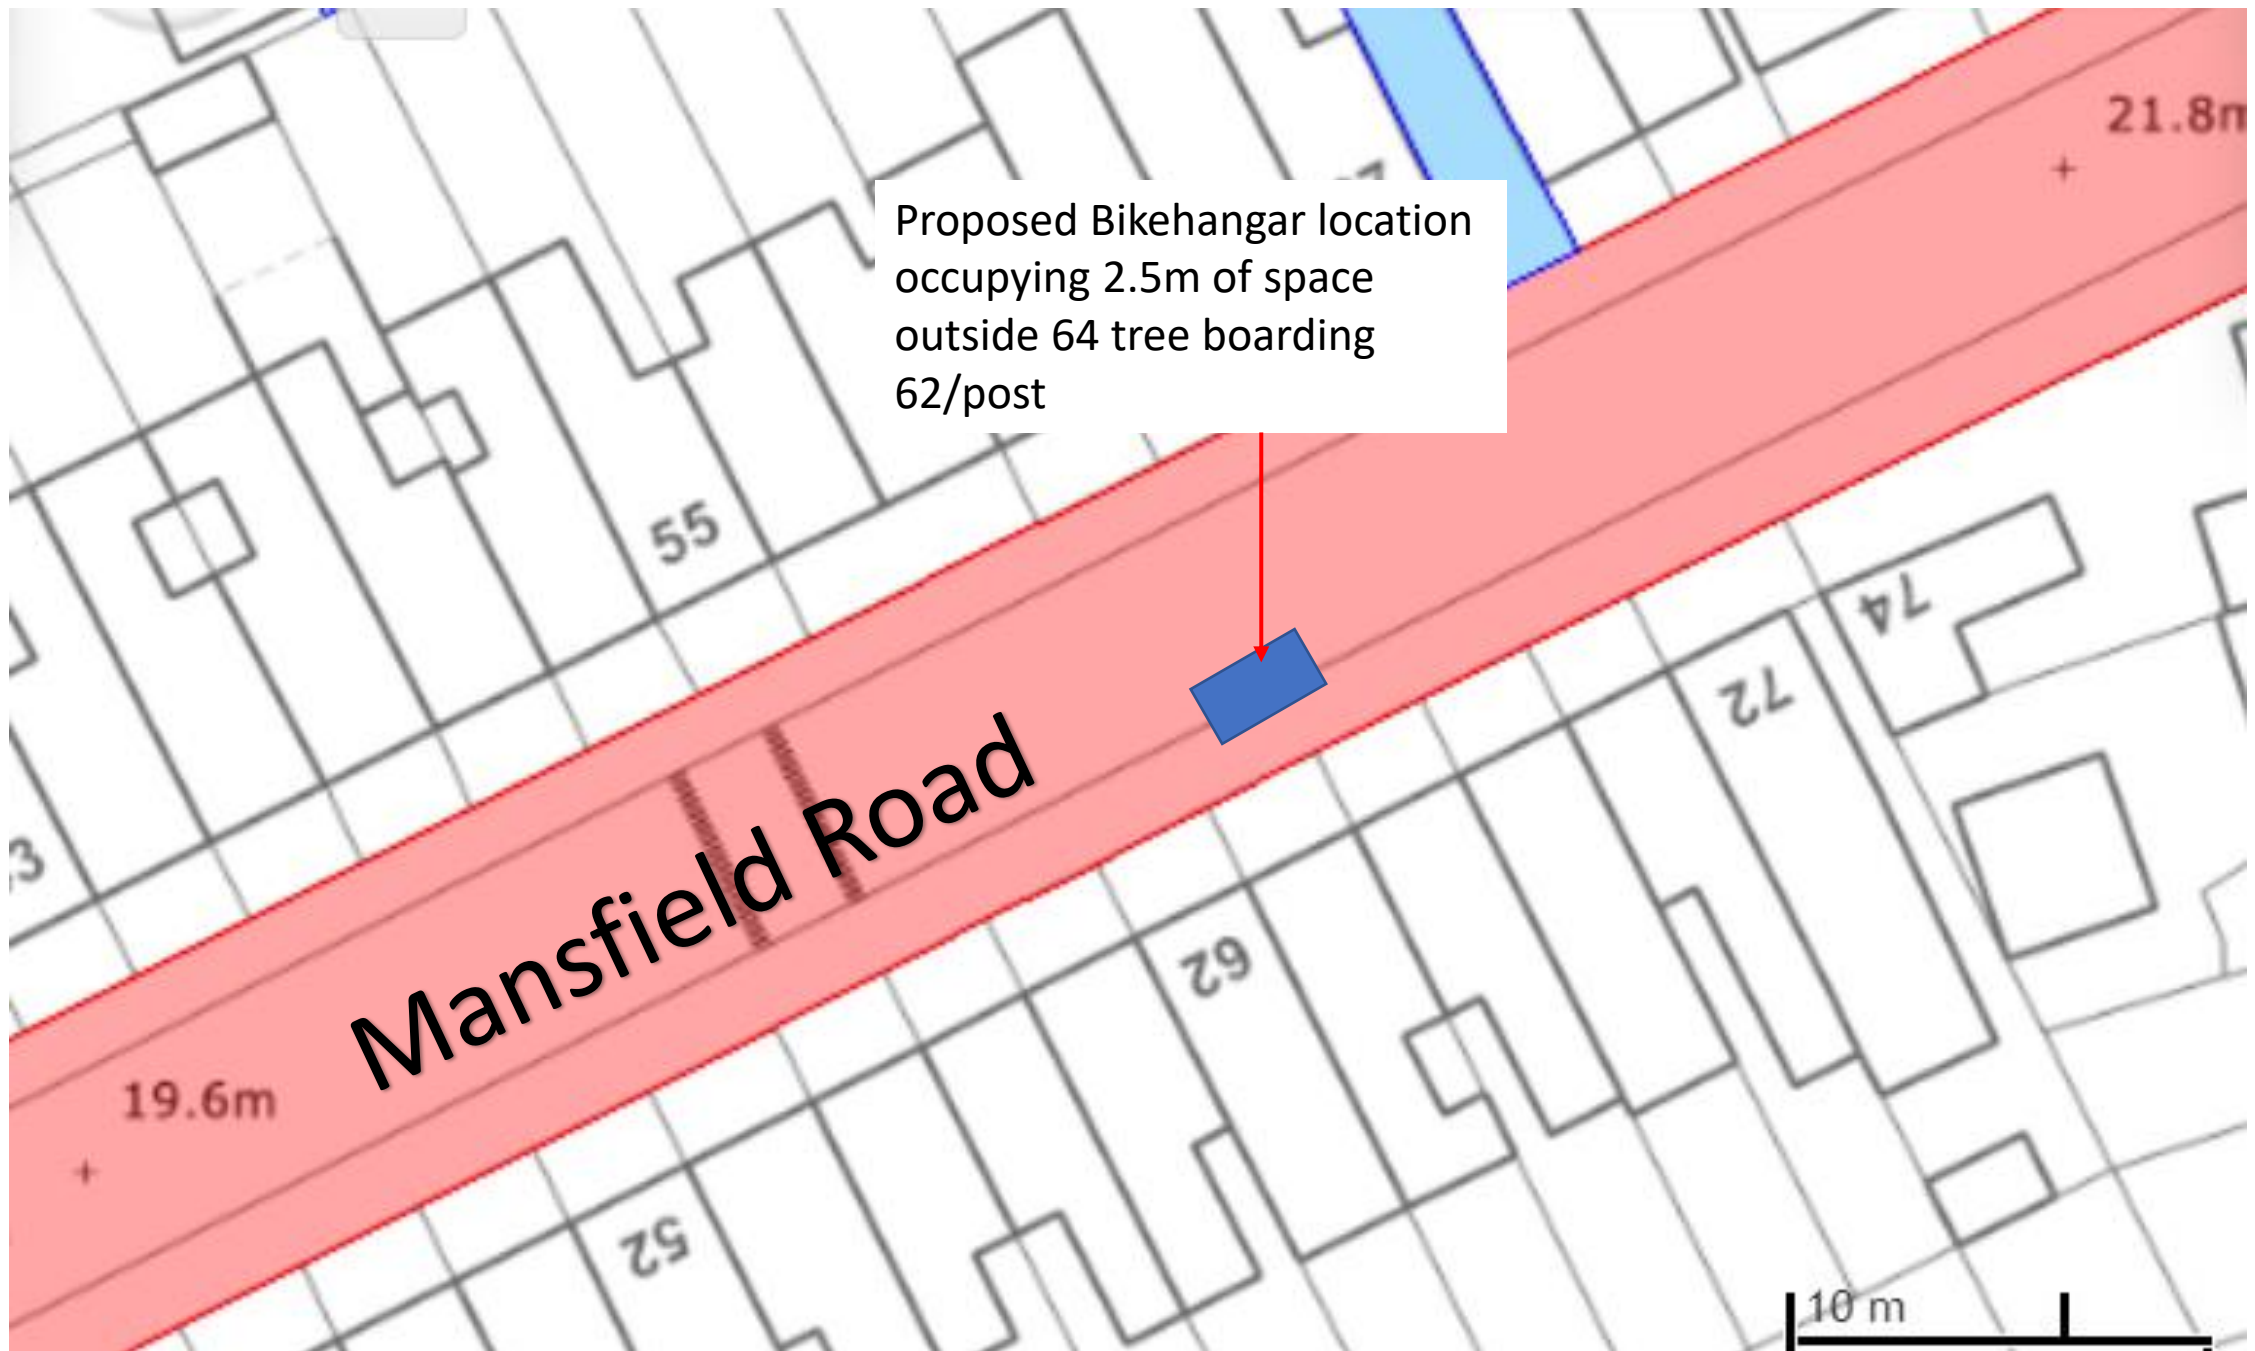 21.8m
Proposed Bikehangar location
occupying 2.5m of space
outside 64 tree boarding
62/post
55
74
72
Mansfield Road
62
19.6m
52
10 m